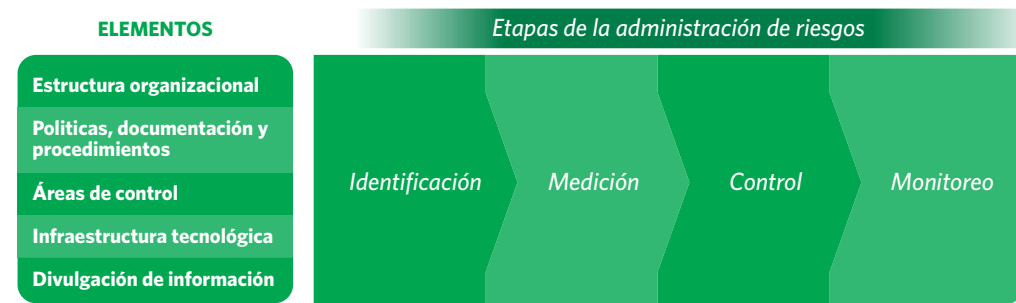 ELEMENTOS
Etapas de la administración de riesgos
Estructura organizacional
Politicas, documentación y
procedimientos
Áreas de control
Infraestructura tecnológica
Divulgación de información
Identificación
Medición
Control
Monitoreo